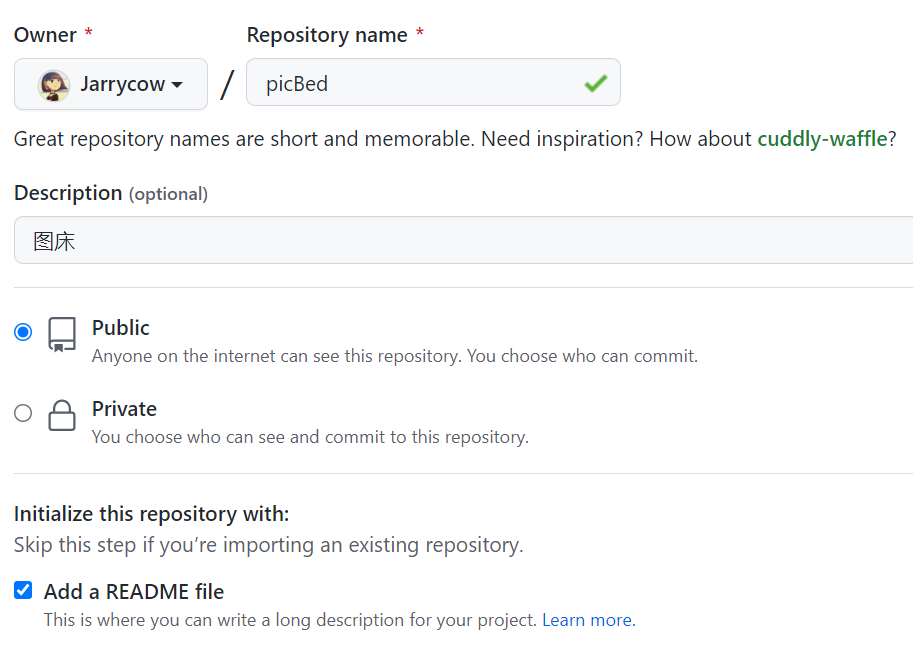 Owner * Repository name *
Jarrycow / picBed
Great repository names are short and memorable. Need inspiration? How about cuddly-waffle?
Description (optional)
图床
Public
Anyone on the internet can see this repository. You choose who can commit.
Private
You choose who can see and commit to this repository.
Initialize this repository with:
Skip this step if you’re importing an existing repository.
Add a README file
This is where you can write a long description for your project. Learn more.